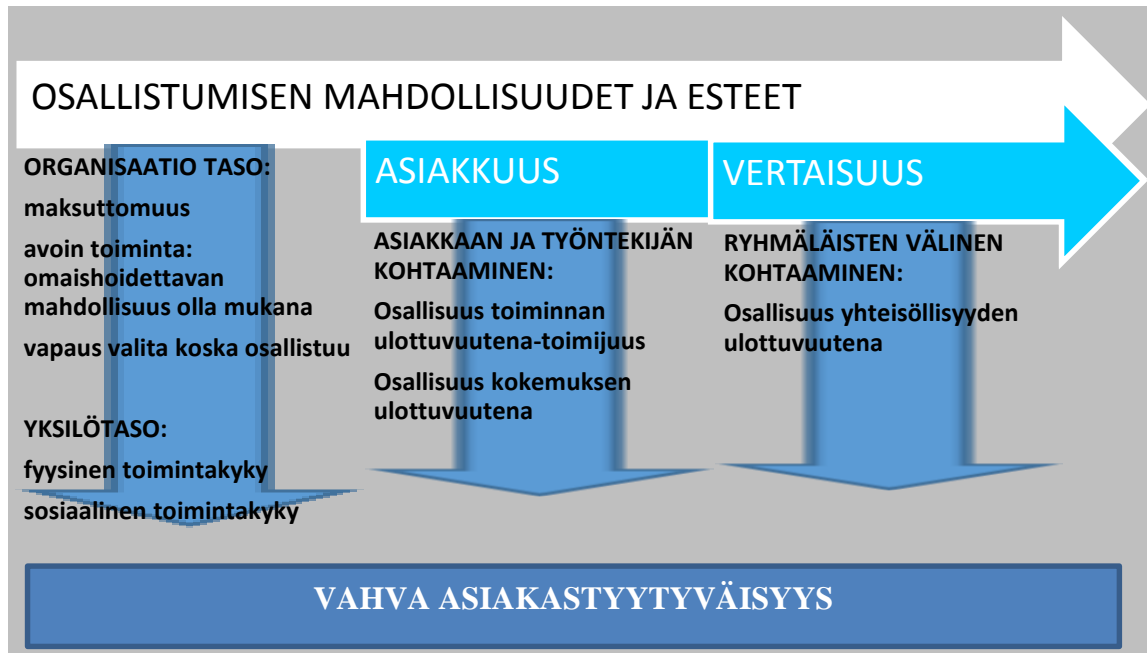 OSALLISTUMISEN MAHDOLLISUUDET JA ESTEET
ORGANISAATIO TASO:
maksuttomuus
avoin toiminta:
omaishoidettavan
mahdollisuus olla mukana
vapaus valita koska osallistuu
YKSILÖTASO:
fyysinen toimintakyky
sosiaalinen toimintakyky
ASIAKKUUS
ASIAKKAAN JA TYÖNTEKIJÄN
KOHTAAMINEN:
Osallisuus toiminnan
ulottuvuutena-toimijuus
Osallisuus kokemuksen
ulottuvuutena
VERTAISUUS
RYHMÄLÄISTEN VÄLINEN
KOHTAAMINEN:
Osallisuus yhteisöllisyyden
ulottuvuutena
VAHVA ASIAKASTYYTYVÄISYYS